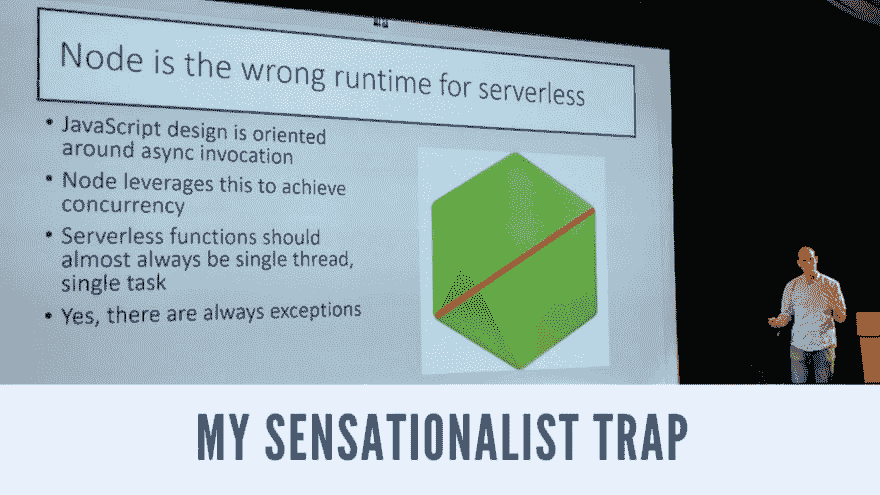 Node is the wrong runtime for serverless
• JavaScript design is oriented
around async invocation
• Node leverages this to achieve
concurrency
• Serverless functions should
almost always be single thread,
single task
• Yes, there are always exceptions
MY SENSATIONALIST TRAP